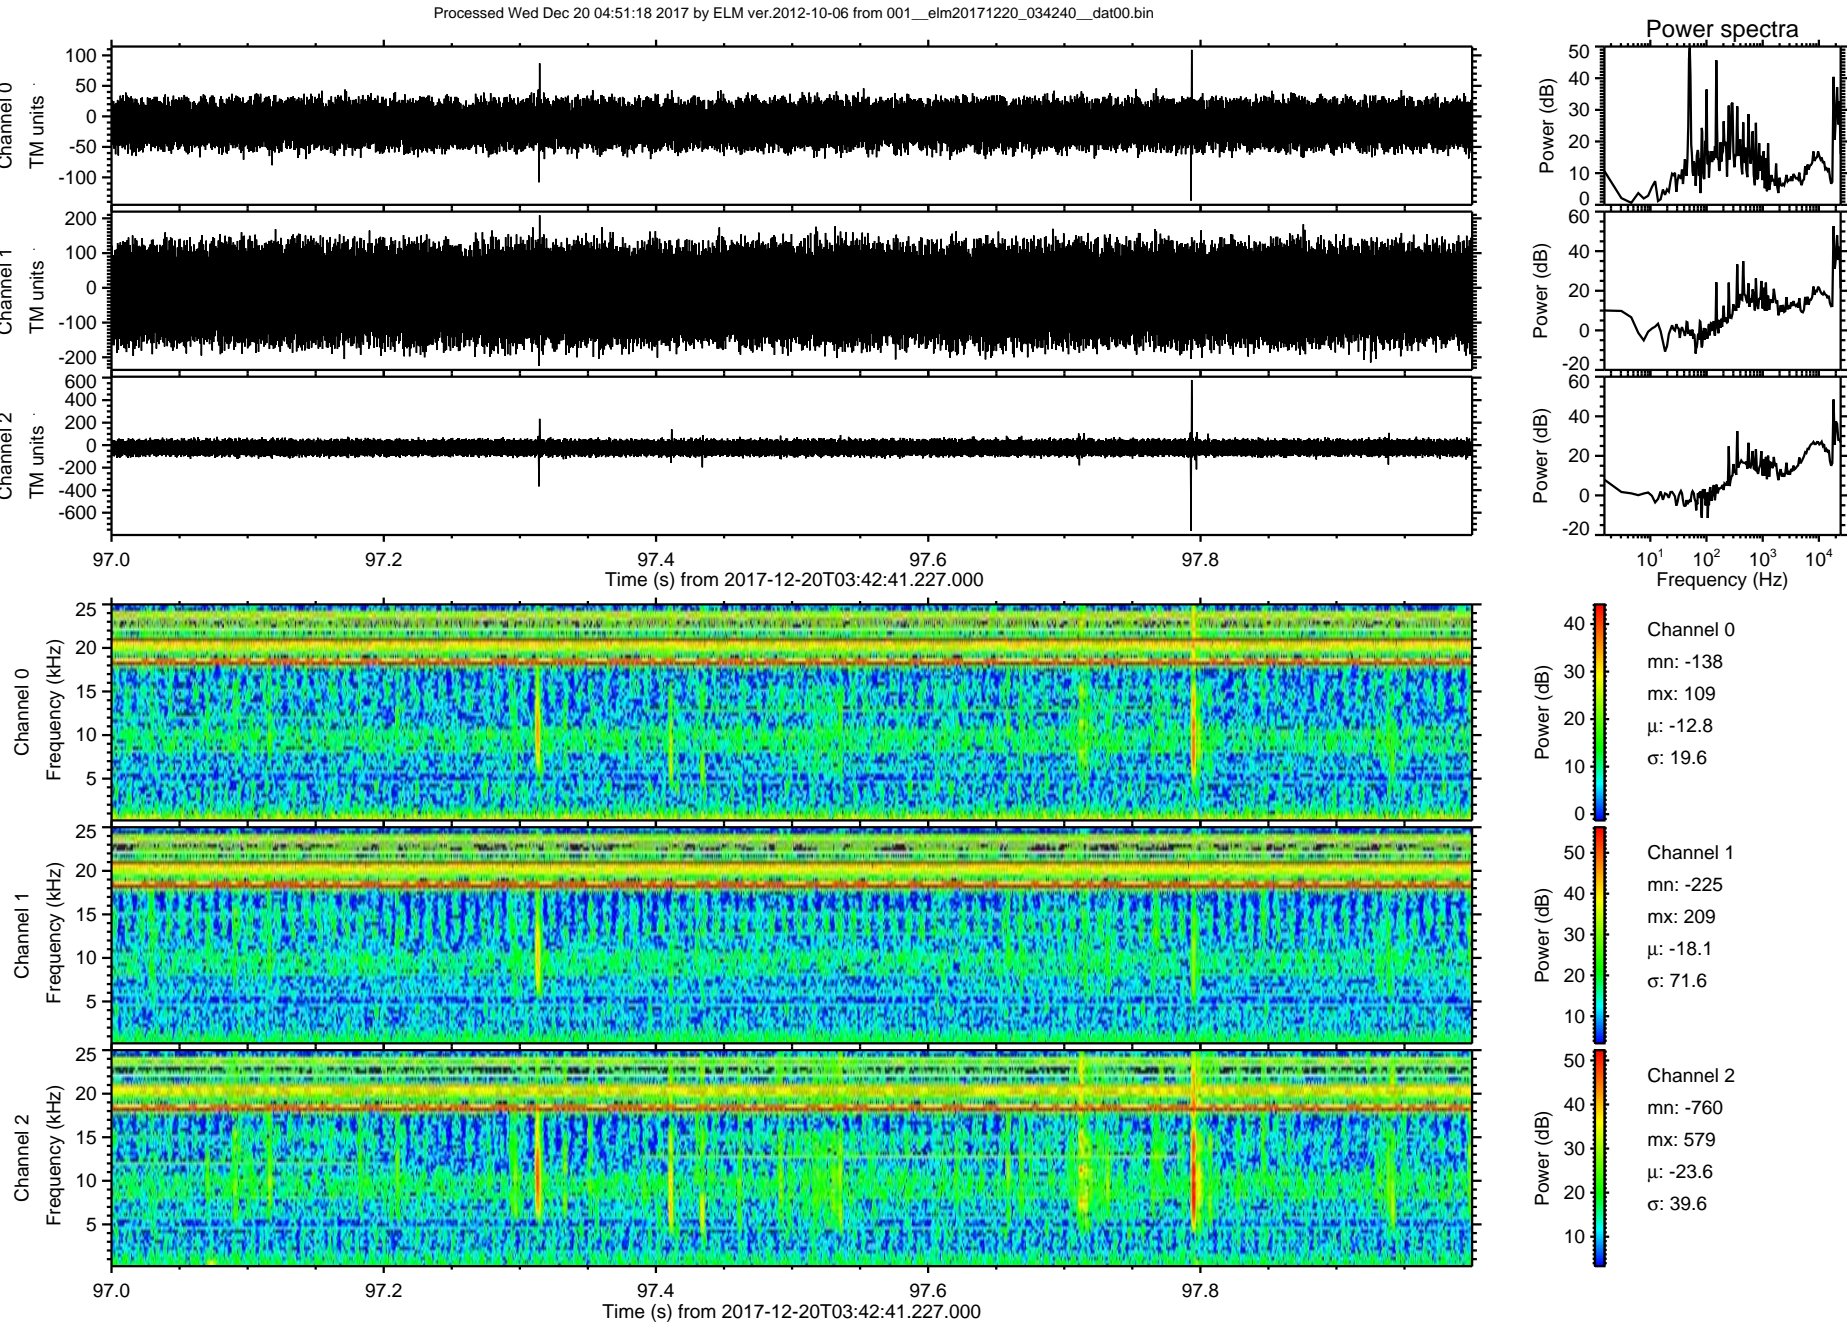 Processed Wed Dec 20 04:51:18 2017 by ELM ver.2012-10-06 from 001__elm20171220_034240__dat00.bin
Power spectra
Channel 0
TM units
100
50
0
-50
-100
Power (dB)
50
40
30
20
10
0
Channel 1
TM units
200
100
0
-100
-200
Power (dB)
60
40
20
0
-20
Channel 2
TM units
600
400
200
0
-200
-400
-600
Power (dB)
60
40
20
0
-20
97.0 97.2 97.4 97.6 97.8
Time (s) from 2017-12-20T03:42:41.227.000
10¹ 10² 10³ 10⁴
Frequency (Hz)
Channel 0
Frequency (kHz)
25
20
15
10
5
Power (dB)
40
30
20
10
0
Channel 0
mn: -138
mx: 109
μ: -12.8
σ: 19.6
Channel 1
Frequency (kHz)
25
20
15
10
5
Power (dB)
50
40
30
20
10
Channel 1
mn: -225
mx: 209
μ: -18.1
σ: 71.6
Channel 2
Frequency (kHz)
25
20
15
10
5
Power (dB)
50
40
30
20
10
Channel 2
mn: -760
mx: 579
μ: -23.6
σ: 39.6
97.0 97.2 97.4 97.6 97.8
Time (s) from 2017-12-20T03:42:41.227.000